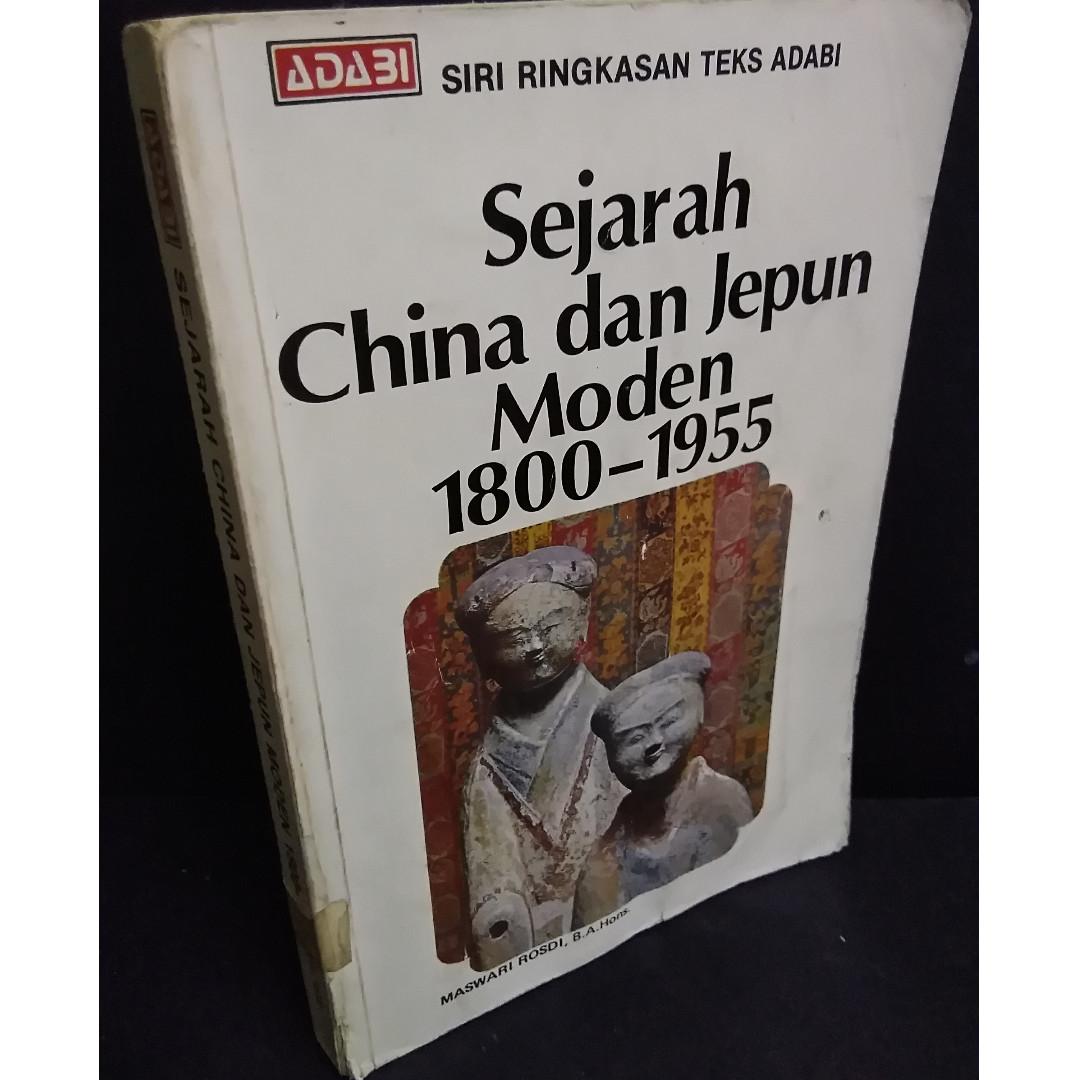 ADABI SIRI RINGKASAN TEKS ADABI
Sejarah
China dan Jepun
Moden
1800–1955
MASWARI ROSDI, B.A.Hons.
SEJARAH CHINA DAN JEPUN MODEN